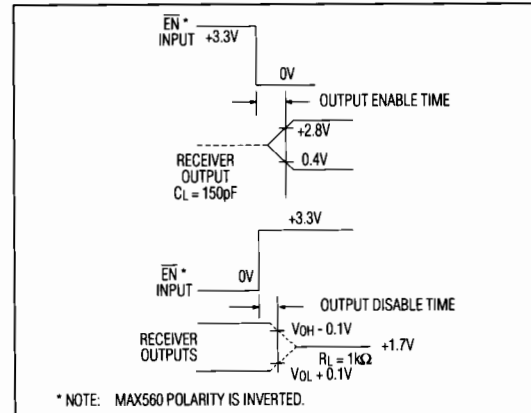 EN *
INPUT
+3.3V
0V
OUTPUT ENABLE TIME
+2.8V
0.4V
RECEIVER
OUTPUT
CL = 150pF
+3.3V
EN *
INPUT
0V
OUTPUT DISABLE TIME
RECEIVER
OUTPUTS
VOH - 0.1V
+1.7V
RL = 1kΩ
VOL + 0.1V
* NOTE: MAX560 POLARITY IS INVERTED.